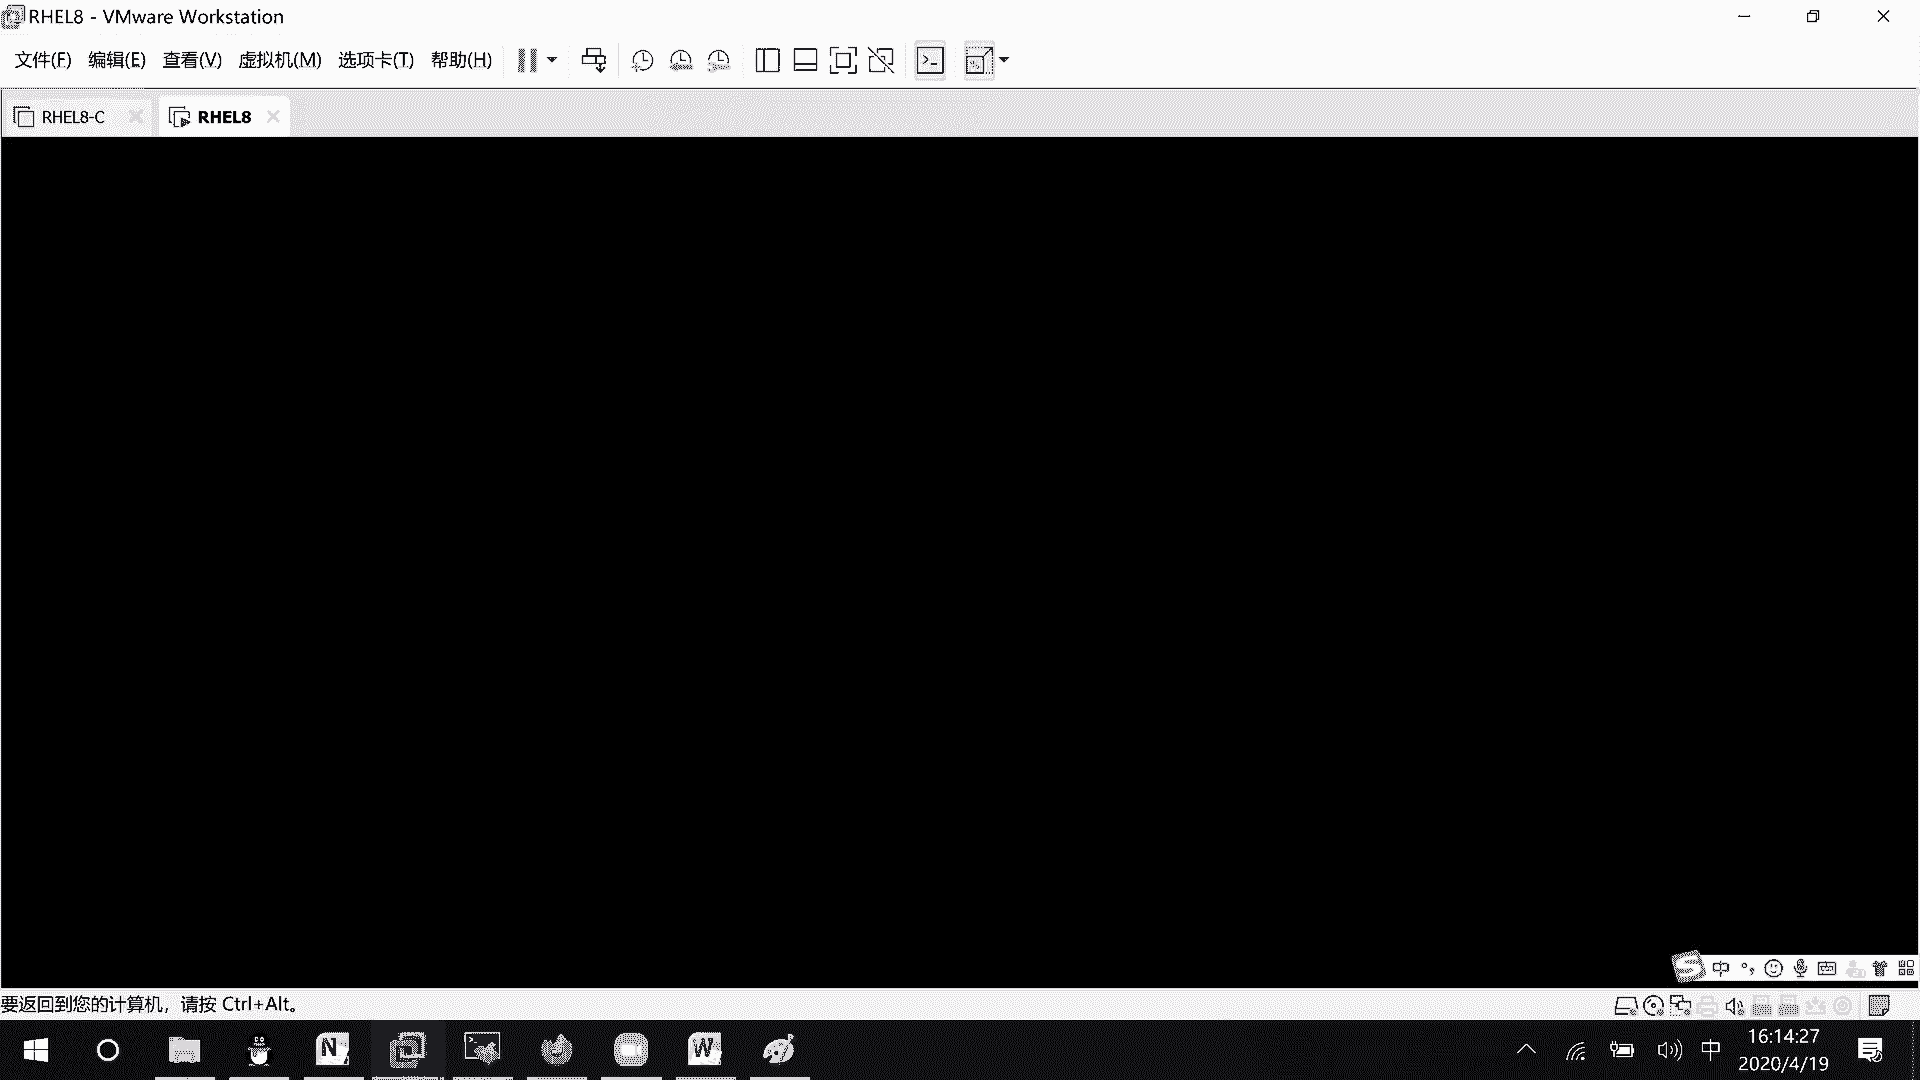 RHEL8 - VMware Workstation
文件(F) 编辑(E) 查看(V) 虚拟机(M) 选项卡(T) 帮助(H)
RHEL8-C RHEL8
中
要返回到您的计算机，请按 Ctrl+Alt。
N W 中 16:14:27
2020/4/19